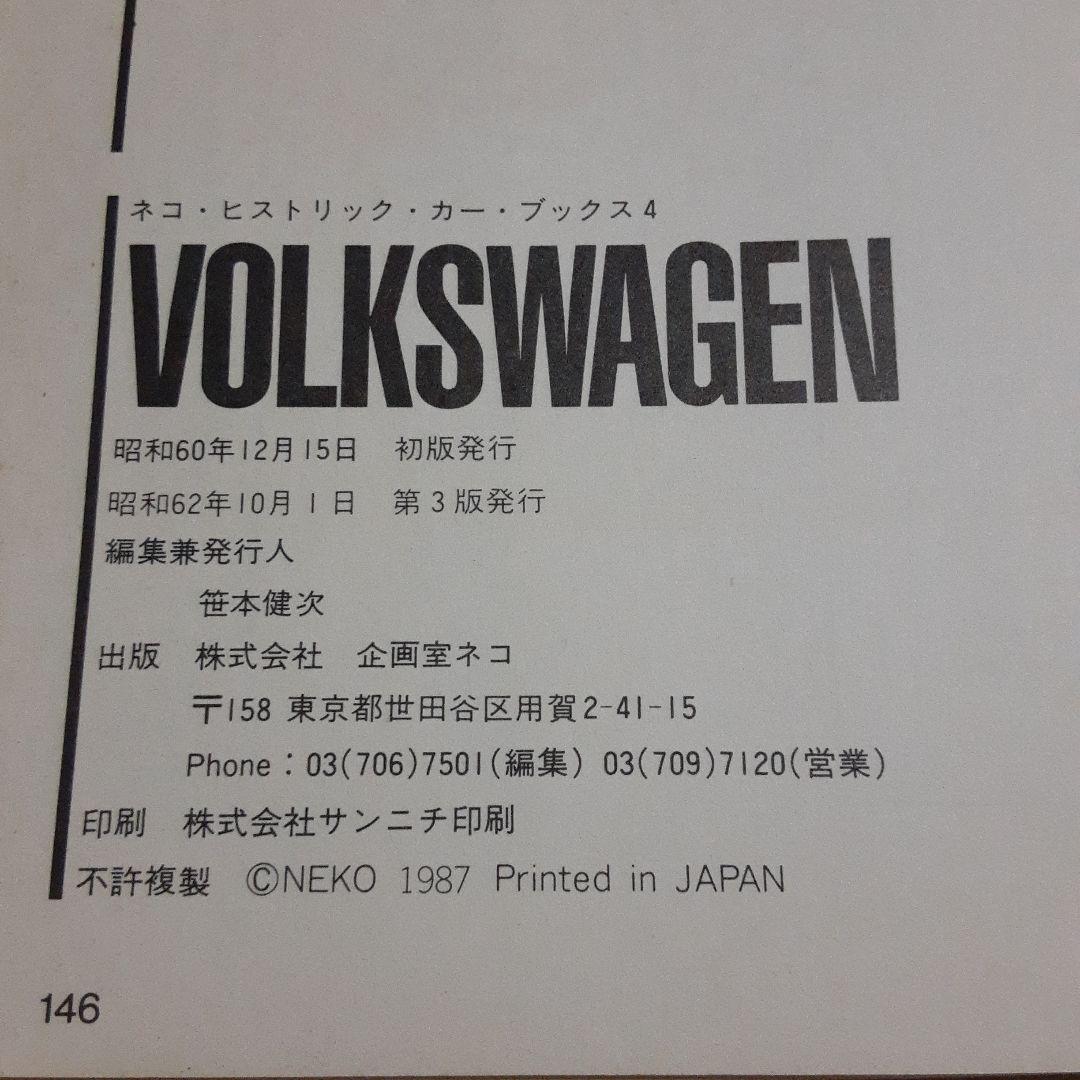 ネコ・ヒストリック・カー・ブックス4
VOLKSWAGEN
昭和60年12月15日 初版発行
昭和62年10月1日 第3版発行
編集兼発行人
笹本健次
出版 株式会社 企画室ネコ
〒158 東京都世田谷区用賀2-41-15
Phone：03(706)7501(編集) 03(709)7120(営業)
印刷 株式会社サンニチ印刷
不許複製 ©NEKO 1987 Printed in JAPAN
146